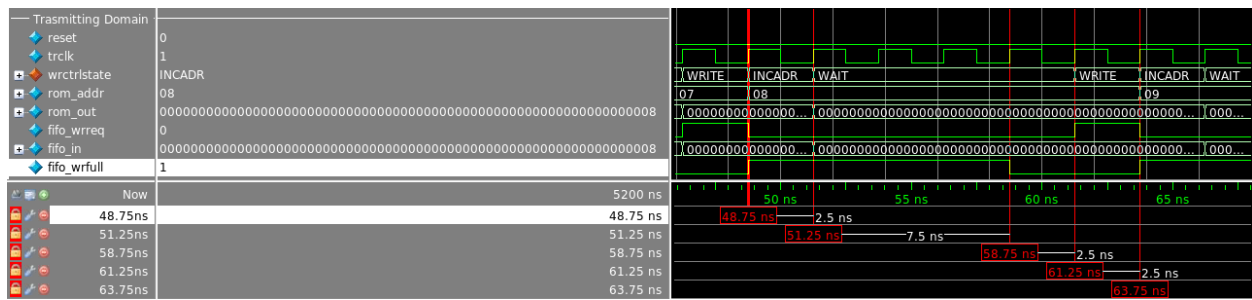 Trasmitting Domain
reset 0
trclk 1
wrctrlstate INCADR WRITE INCADR WAIT WRITE INCADR WAIT
rom_addr 08 07 08 09
fifo_wrreq 0
fifo_wrfull 1
Now 5200 ns 50 ns 55 ns 60 ns 65 ns
48.75ns 48.75 ns 48.75 ns 2.5 ns
51.25ns 51.25 ns 51.25 ns 7.5 ns
58.75ns 58.75 ns 58.75 ns 2.5 ns
61.25ns 61.25 ns 61.25 ns 2.5 ns
63.75ns 63.75 ns 63.75 ns